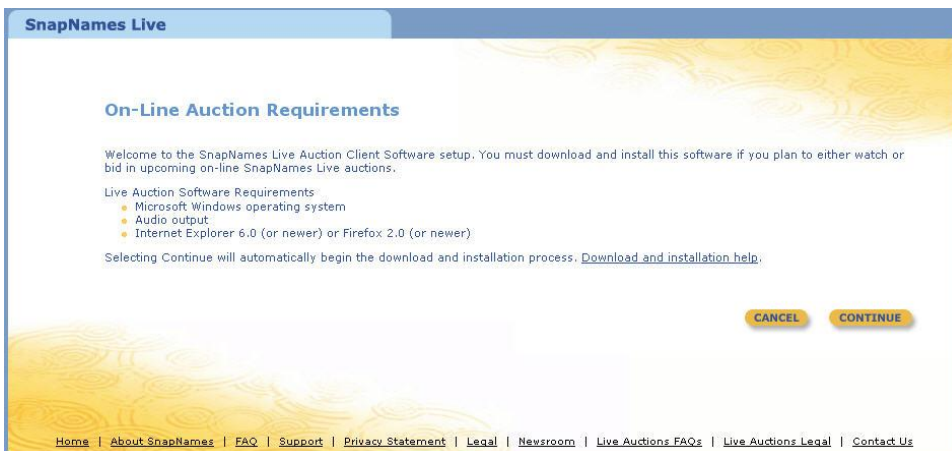 SnapNames Live
On-Line Auction Requirements
Welcome to the SnapNames Live Auction Client Software setup. You must download and install this software if you plan to either watch or
bid in upcoming on-line SnapNames Live auctions.
Live Auction Software Requirements
Microsoft Windows operating system
Audio output
Internet Explorer 6.0 (or newer) or Firefox 2.0 (or newer)
Selecting Continue will automatically begin the download and installation process. Download and installation help.
CANCEL CONTINUE
Home | About SnapNames | FAQ | Support | Privacy Statement | Legal | Newsroom | Live Auctions FAQs | Live Auctions Legal | Contact Us